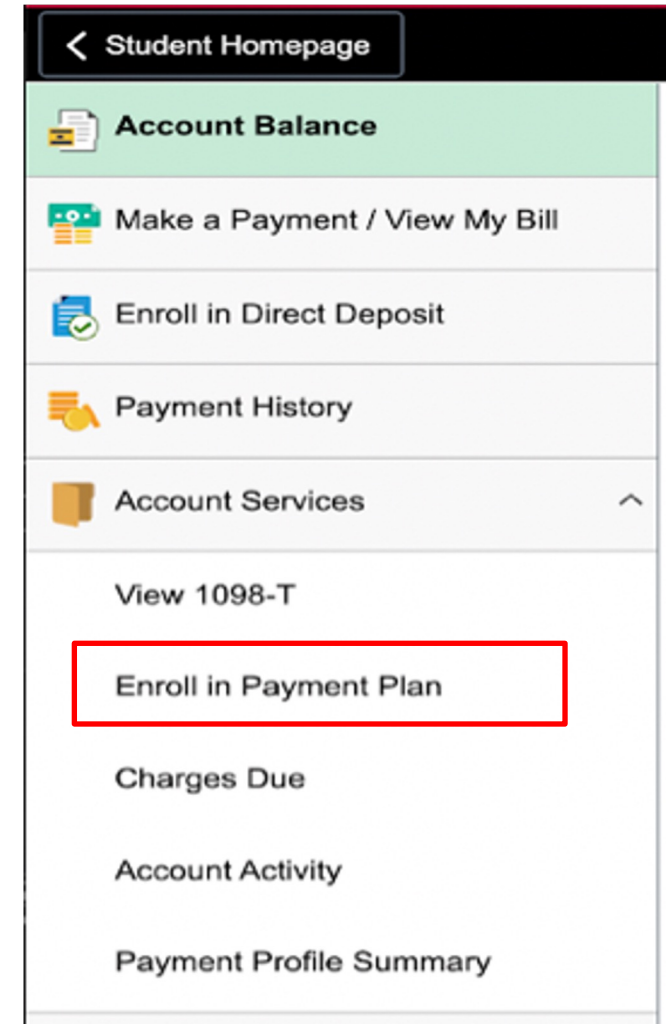 Student Homepage
Account Balance
Make a Payment / View My Bill
Enroll in Direct Deposit
Payment History
Account Services
View 1098-T
Enroll in Payment Plan
Charges Due
Account Activity
Payment Profile Summary